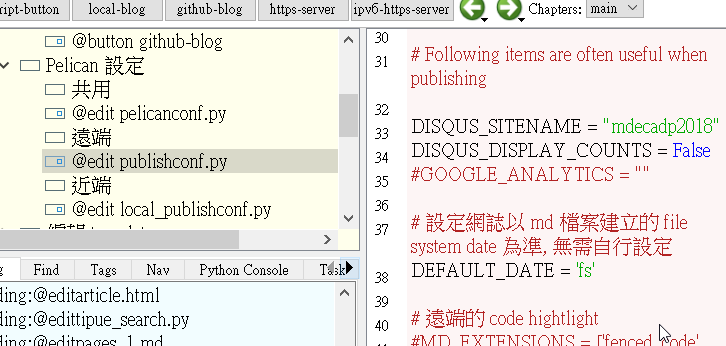 ript-button local-blog github-blog https-server ipv6-https-server Chapters: main
@button github-blog
Pelican 設定
共用
@edit pelicanconf.py
遠端
@edit publishconf.py
近端
@edit local_publishconf.py
Find Tags Nav Python Console Task
ding:@editarticle.html
ding:@edittipue_search.py
ding:@editpages_1.md
30
31 # Following items are often useful when
publishing
32
33 DISQUS_SITENAME = "mdecadp2018"
34 DISQUS_DISPLAY_COUNTS = False
35 #GOOGLE_ANALYTICS = ""
36
37 # 設定網誌以 md 檔案建立的 file
system date 為準, 無需自行設定
38 DEFAULT_DATE = 'fs'
39
40 # 遠端的 code hightlight
#MD_EXTENSIONS = ['fenced_code'